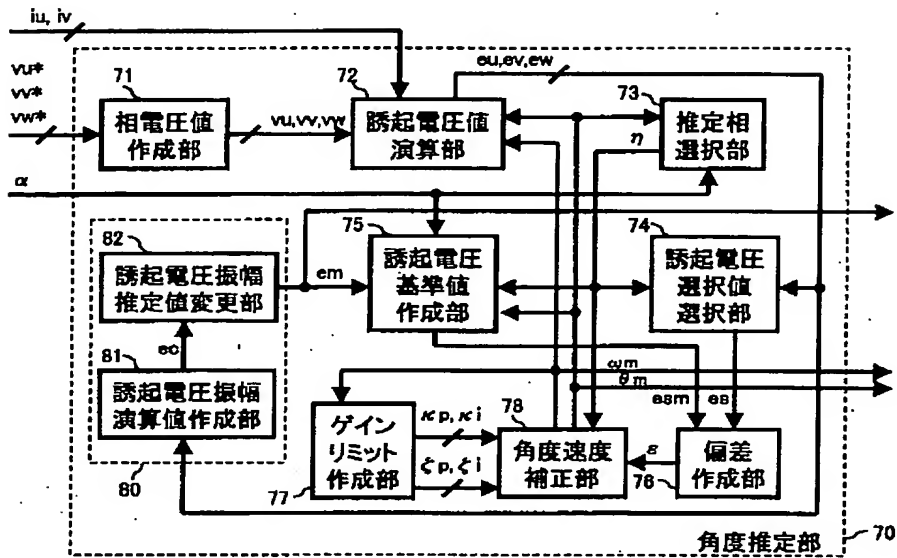 iu, iv
vu*
vv*
vw*
71
相電圧値
作成部
vu,vv,vw
72
誘起電圧値
演算部
eu,ev,ew
73
推定相
選択部
η
α
82
誘起電圧振幅
推定値変更部
em
75
誘起電圧
基準値
作成部
74
誘起電圧
選択値
選択部
ec
81
誘起電圧振幅
演算値作成部
80
ωm
θm
esm
es
ゲイン
リミット
作成部
77
κp,κi
ζp,ζi
78
角度速度
補正部
ε
偏差
作成部
76
角度推定部
70